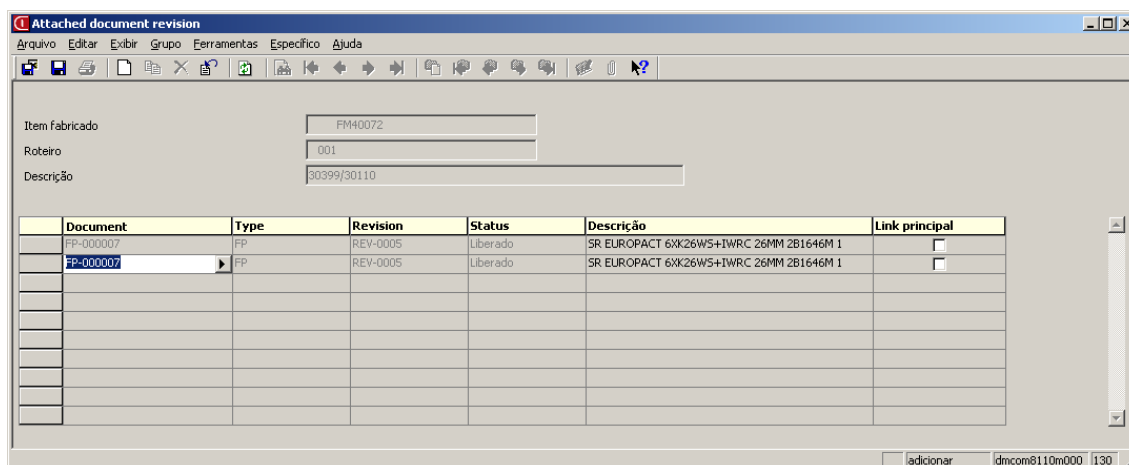 Attached document revision
Arquivo Editar Exibir Grupo Ferramentas Específico Ajuda
Item fabricado FM40072
Roteiro 001
Descrição 30399/30110
Document Type Revision Status Descrição Link principal
FP-000007 FP REV-0005 Liberado SR EUROPACT 6XK26WS+IWRC 26MM 2B1646M 1
FP-000007 FP REV-0005 Liberado SR EUROPACT 6XK26WS+IWRC 26MM 2B1646M 1
adicionar dmcom8110m000 130